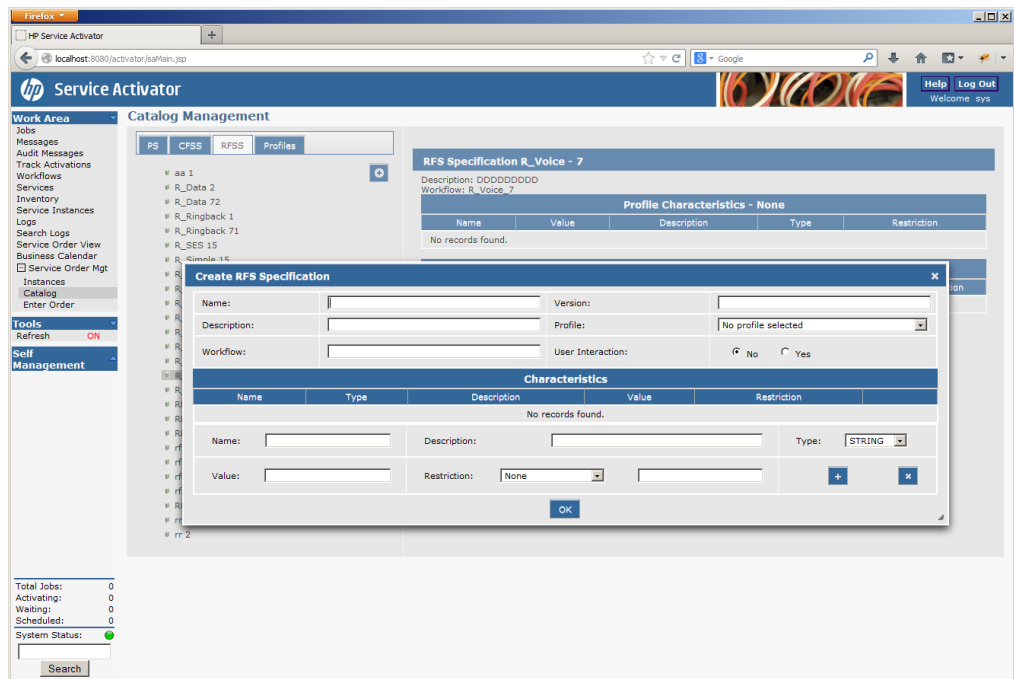 Firefox
HP Service Activator
+
localhost:8080/activator/saMain.jsp
Google
hp Service Activator
Help Log Out
Welcome sys
Work Area
Jobs
Messages
Audit Messages
Track Activations
Workflows
Services
Inventory
Service Instances
Logs
Search Logs
Service Order View
Business Calendar
Service Order Mgt
Instances
Catalog
Enter Order
Tools
Refresh ON
Self
Management
Total Jobs: 0
Activating: 0
Waiting: 0
Scheduled: 0
System Status:
Search
Catalog Management
PS CFSS RFSS Profiles
aa 1
R_Data 2
R_Data 72
R_Ringback 1
R_Ringback 71
R_SES 15
R_Simple 15
rr 2
RFS Specification R_Voice - 7
Description: DDDDDDDDD
Workflow: R_Voice_7
Profile Characteristics - None
Name Value Description Type Restriction
No records found.
Create RFS Specification
Name: Version:
Description: Profile: No profile selected
Workflow: User Interaction: No Yes
Characteristics
Name Type Description Value Restriction
No records found.
Name: Description: Type: STRING
Value: Restriction: None + x
OK